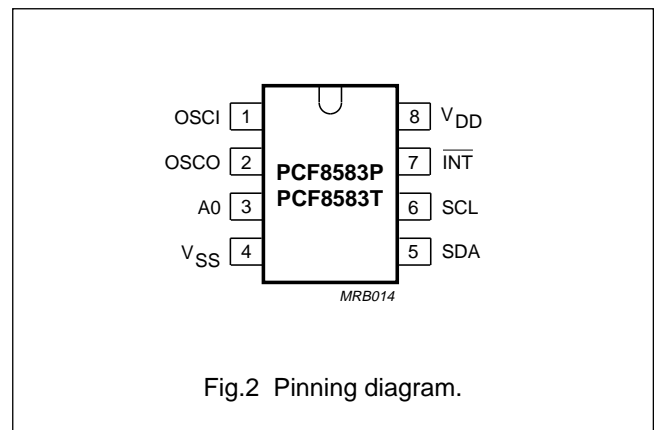 OSCI 1 8 VDD
OSCO 2 7 INT
PCF8583P
PCF8583T
A0 3 6 SCL
VSS 4 5 SDA
MRB014
Fig.2 Pinning diagram.